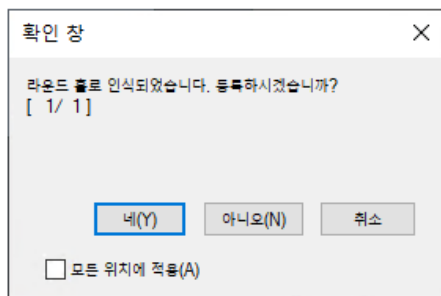 확인 창
라운드 홀로 인식되었습니다. 등록하시겠습니까?
[ 1/ 1]
네(Y)
아니오(N)
취소
모든 위치에 적용(A)